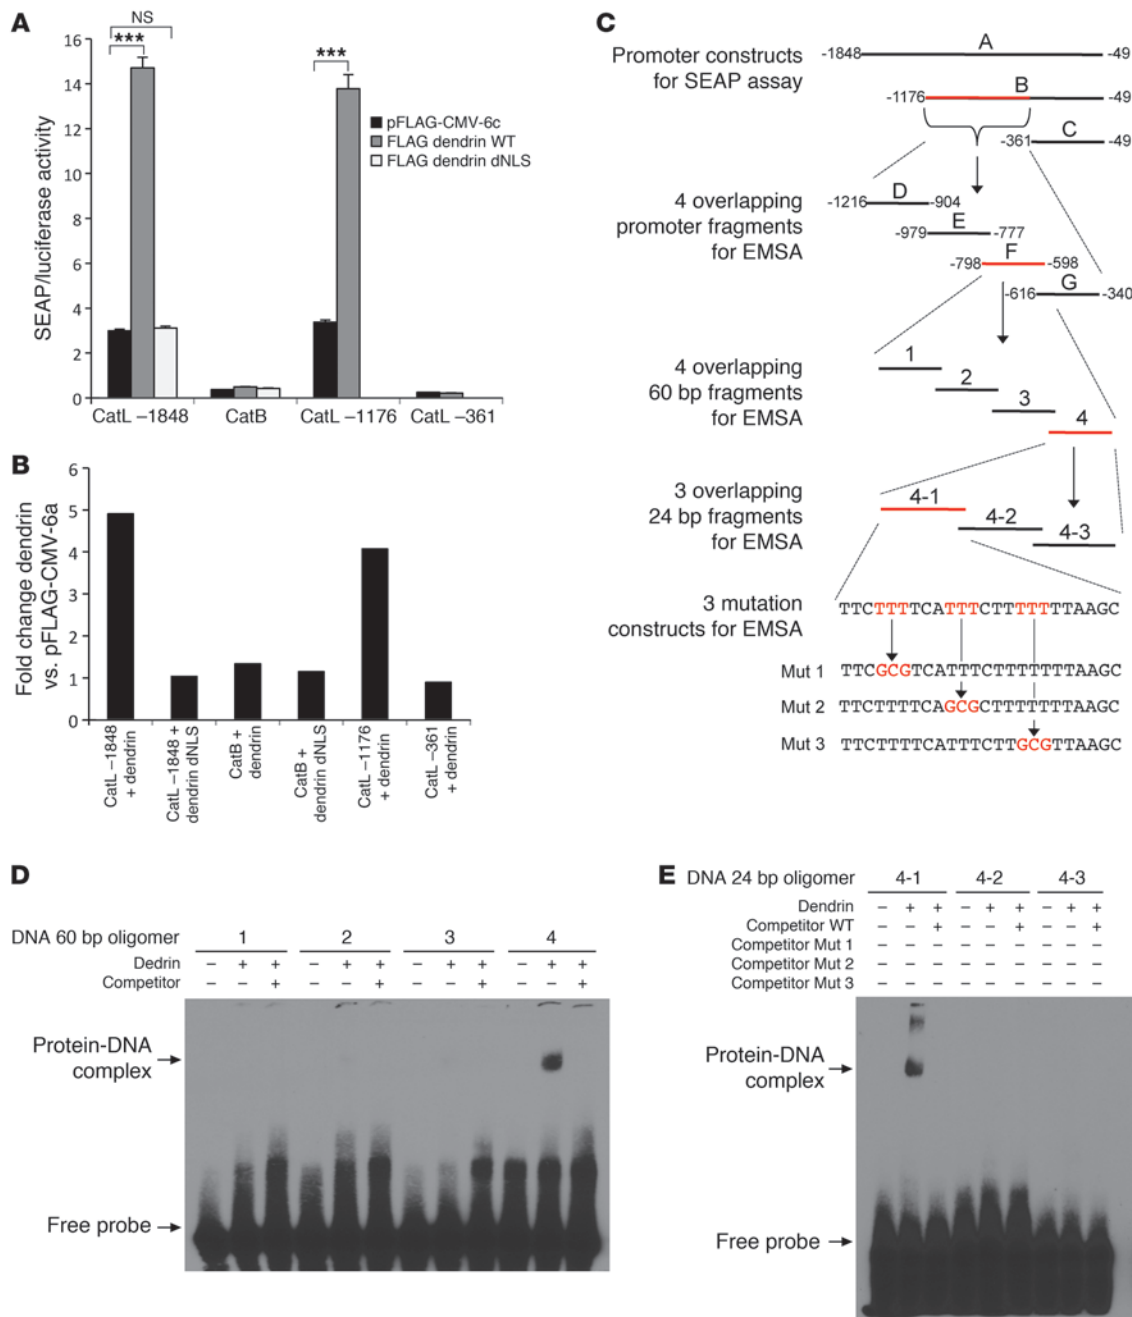 A
NS
***
***
16
14
12
10
8
6
4
2
0
SEAP/luciferase activity
pFLAG-CMV-6c
FLAG dendrin WT
FLAG dendrin dNLS
CatL –1848
CatB
CatL –1176
CatL –361
B
6
5
4
3
2
1
0
Fold change dendrin
vs. pFLAG-CMV-6a
CatL –1848
+ dendrin
CatL –1848 +
dendrin dNLS
CatB +
dendrin
CatB +
dendrin dNLS
CatL –1176
+ dendrin
CatL –361
+ dendrin
C
Promoter constructs
for SEAP assay
-1848 A -49
-1176 B -49
-361 C -49
4 overlapping
promoter fragments
for EMSA
-1216 D -904
-979 E -777
-798 F -598
-616 G -340
4 overlapping
60 bp fragments
for EMSA
1
2
3
4
3 overlapping
24 bp fragments
for EMSA
4-1
4-2
4-3
3 mutation
constructs for EMSA
TTCTTTTCATTTCTTTTTTTAAGC
Mut 1 TTCGCGTCATTTCTTTTTTTAAGC
Mut 2 TTCTTTTCAGCGCTTTTTTTAAGC
Mut 3 TTCTTTTCATTTCTTGCGTTAAGC
D
DNA 60 bp oligomer 1 2 3 4
Dedrin – + + – + + – + + – + +
Competitor – – + – – + – – + – – +
Protein-DNA
complex
Free probe
E
DNA 24 bp oligomer 4-1 4-2 4-3
Dendrin – + + – + + – + +
Competitor WT – – + – – + – – +
Competitor Mut 1 – – – – – – – – –
Competitor Mut 2 – – – – – – – – –
Competitor Mut 3 – – – – – – – – –
Protein-DNA
complex
Free probe